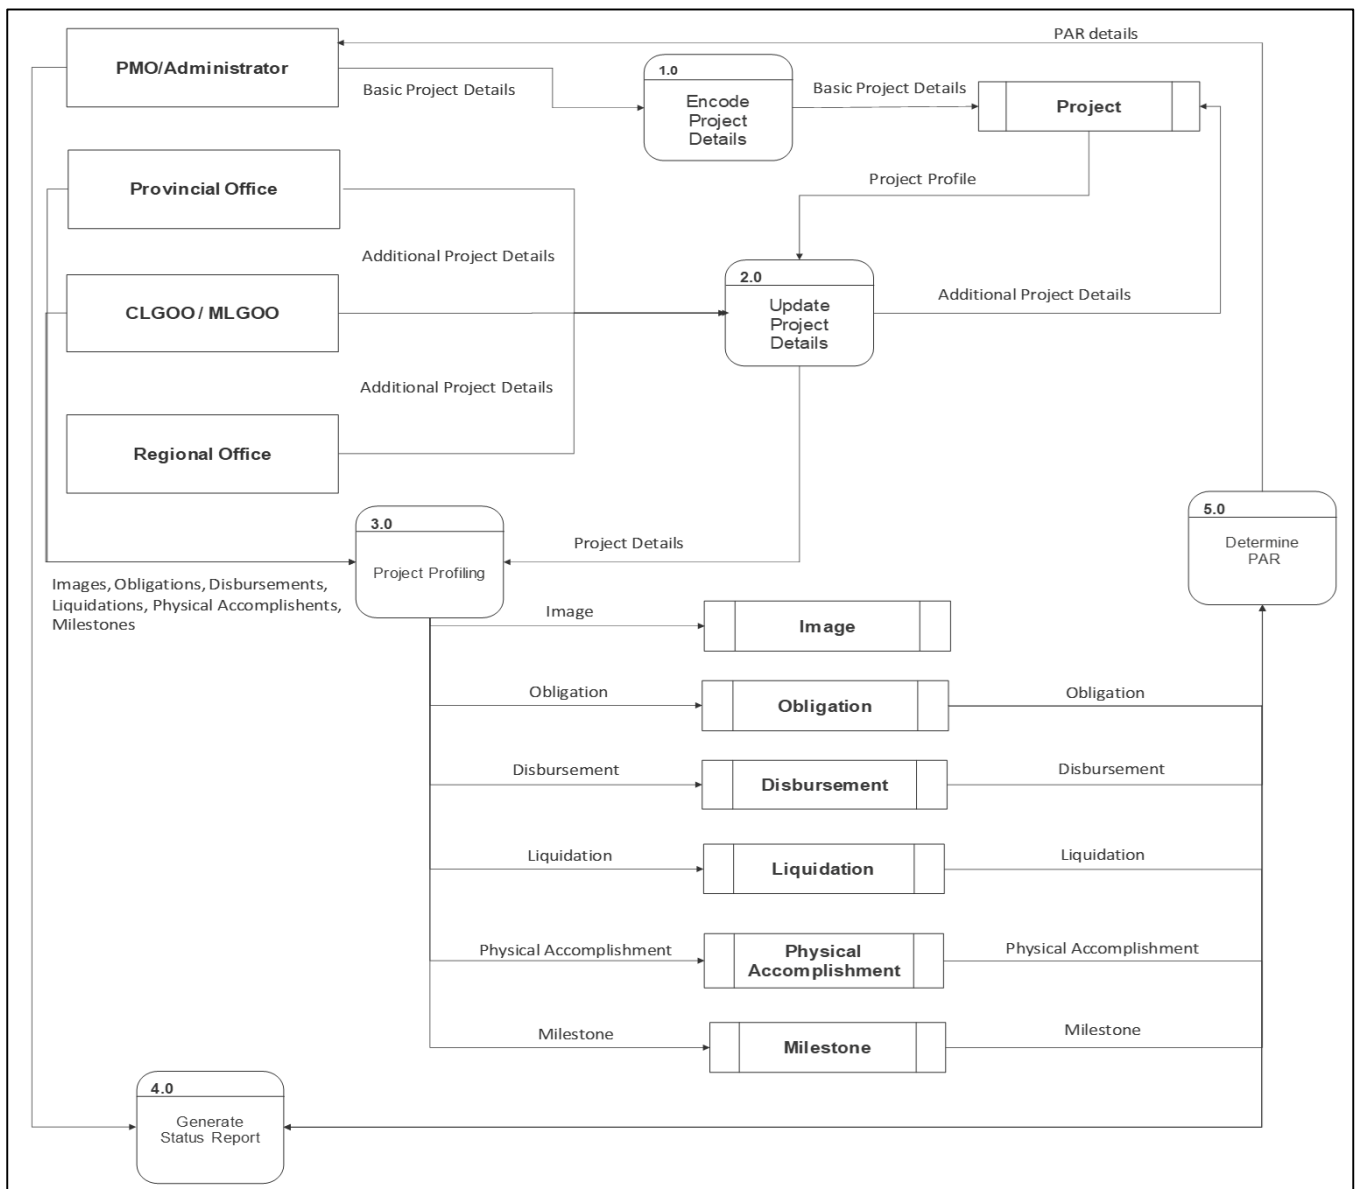 PAR details
PMO/Administrator
Basic Project Details
1.0
Encode
Project
Details
Basic Project Details
Project
Provincial Office
Project Profile
Additional Project Details
CLGOO / MLGOO
2.0
Update
Project
Details
Additional Project Details
Additional Project Details
Regional Office
3.0
Project Profiling
Project Details
5.0
Determine
PAR
Images, Obligations, Disbursements,
Liquidations, Physical Accomplishents,
Milestones
Image
Image
Obligation
Obligation
Obligation
Disbursement
Disbursement
Disbursement
Liquidation
Liquidation
Liquidation
Physical Accomplishment
Physical
Accomplishment
Physical Accomplishment
Milestone
Milestone
Milestone
4.0
Generate
Status Report